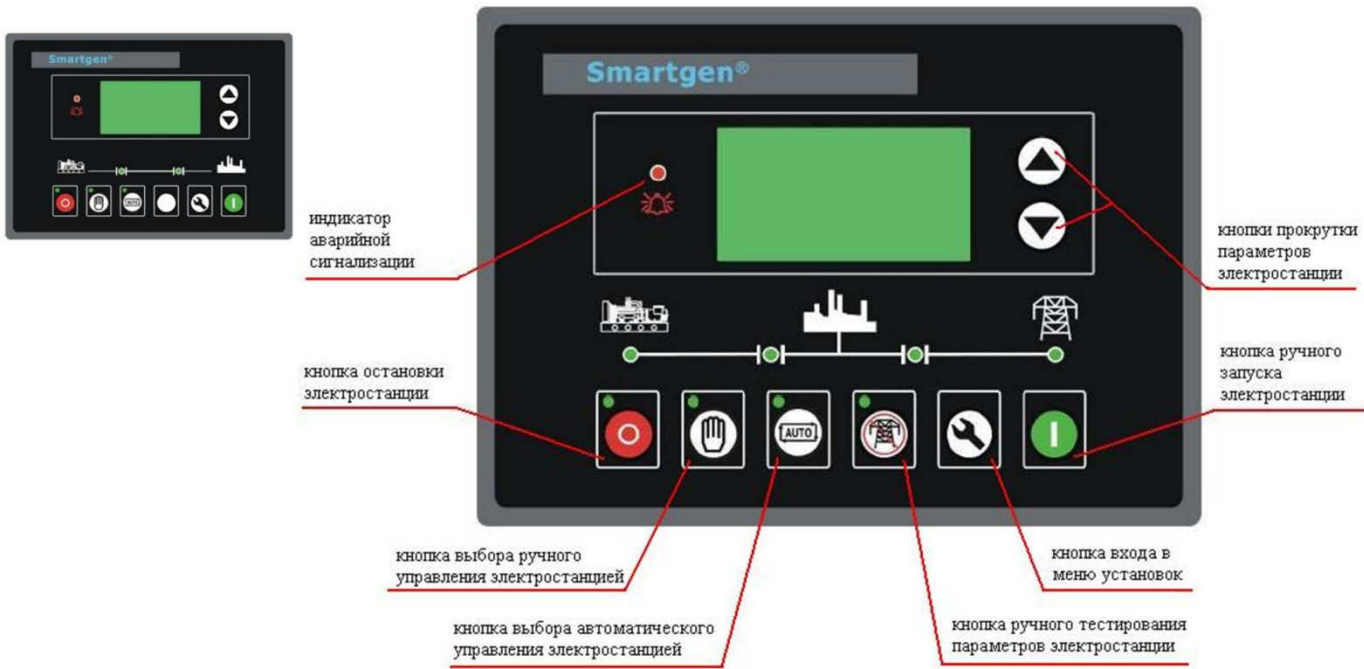 Smartgen®
Smartgen®
индикатор
аварийной
сигнализации
кнопки прокрутки
параметров
электростанции
кнопка остановки
электростанции
кнопка ручного
запуска
электростанции
AUTO
AUTO
кнопка выбора ручного
управления электростанцией
кнопка входа в
меню установок
кнопка выбора автоматического
управления электростанцией
кнопка ручного тестирования
параметров электростанции